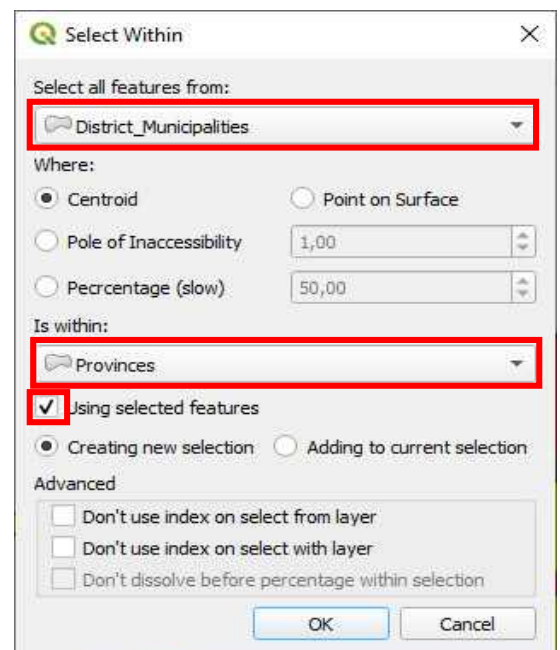 Select Within
Select all features from:
District_Municipalities
Where:
Centroid
Point on Surface
Pole of Inaccessibility
1,00
Pecrcentage (slow)
50,00
Is within:
Provinces
Using selected features
Creating new selection
Adding to current selection
Advanced
Don't use index on select from layer
Don't use index on select with layer
Don't dissolve before percentage within selection
OK
Cancel